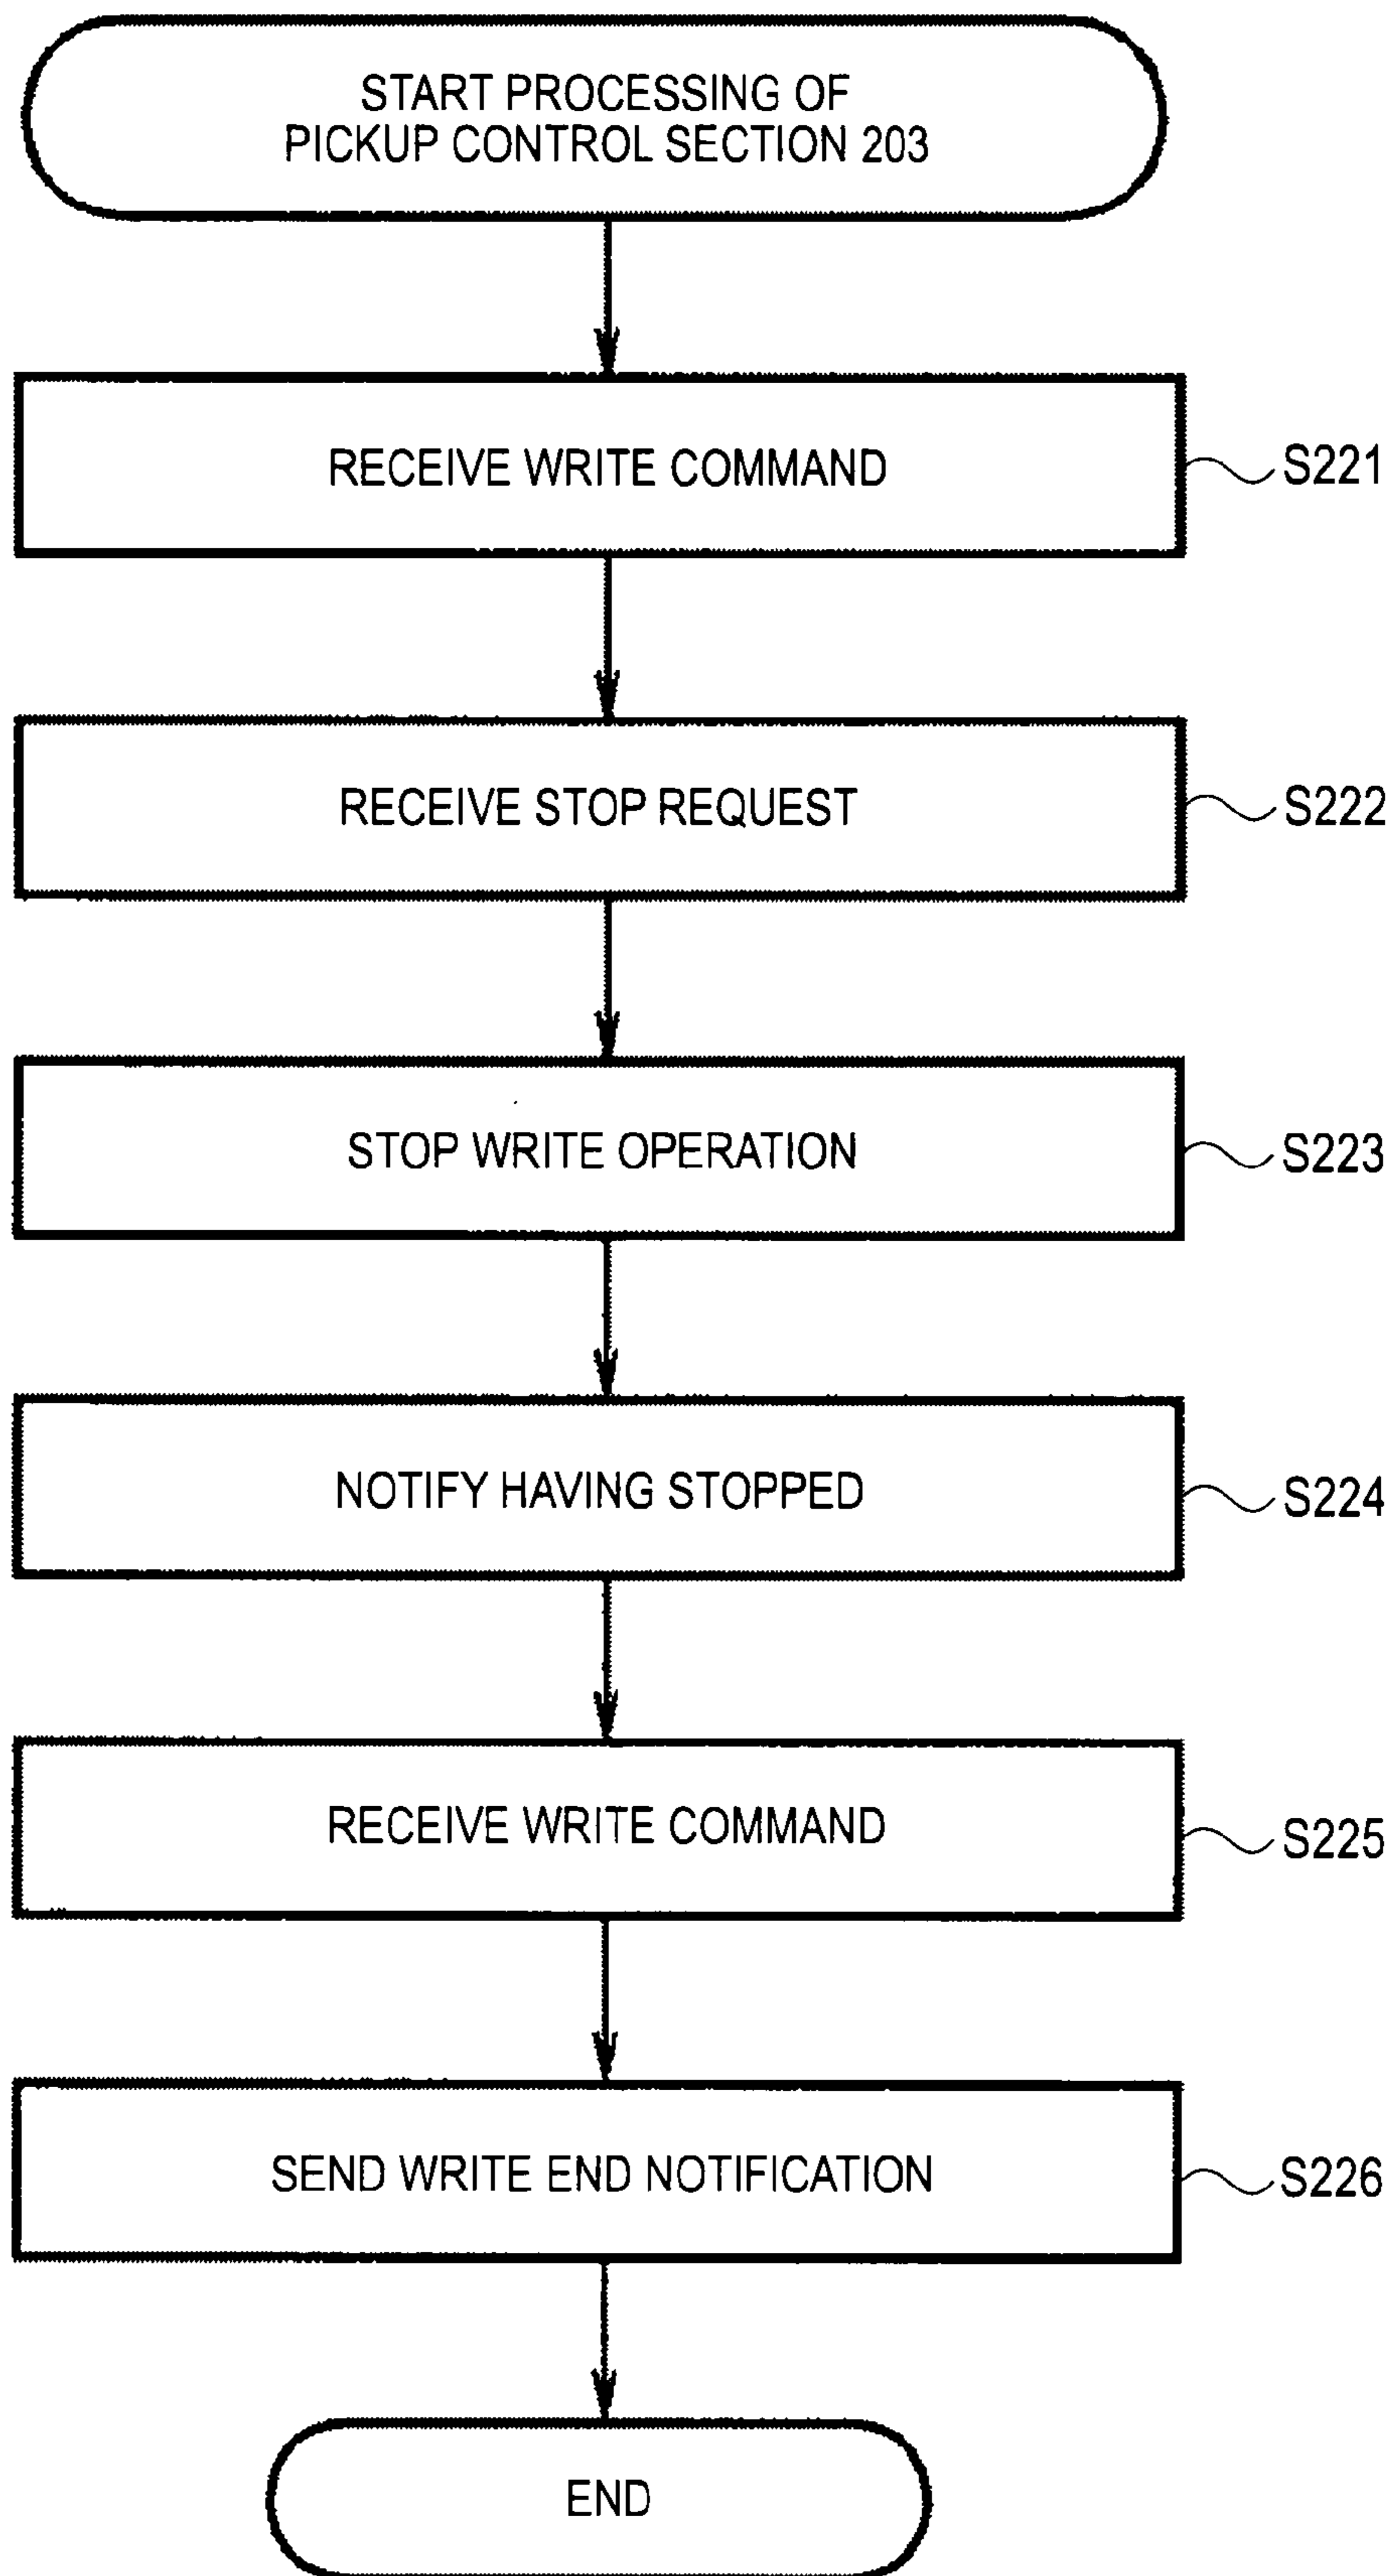 START PROCESSING OF
PICKUP CONTROL SECTION 203
RECEIVE WRITE COMMAND
S221
RECEIVE STOP REQUEST
S222
STOP WRITE OPERATION
S223
NOTIFY HAVING STOPPED
S224
RECEIVE WRITE COMMAND
S225
SEND WRITE END NOTIFICATION
S226
END